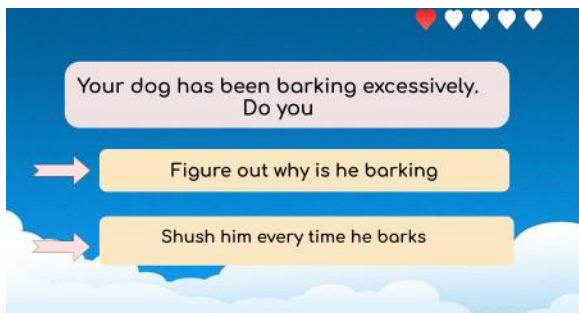 Your dog has been barking excessively.
Do you
Figure out why is he barking
Shush him every time he barks